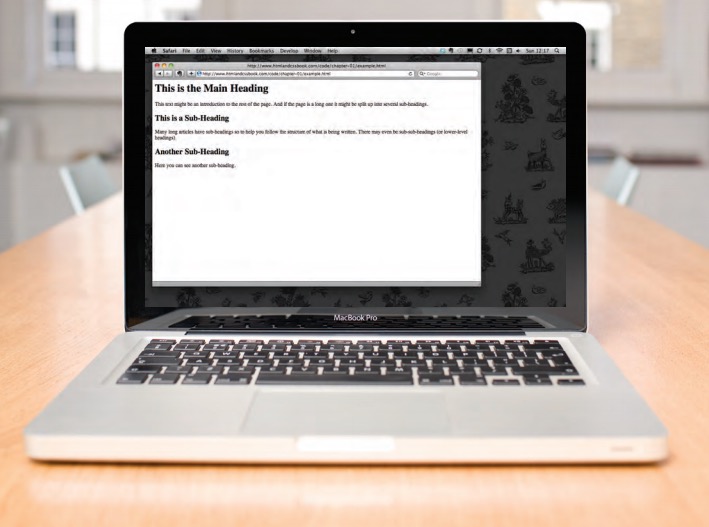 Safari File Edit View History Bookmarks Develop Window Help Sun 12:17
http://www.htmlandcssbook.com/code/chapter-01/example.html
http://www.htmlandcssbook.com/code/chapter-01/example.html Google
This is the Main Heading
This text might be an introduction to the rest of the page. And if the page is a long one it might be split up into several sub-headings.
This is a Sub-Heading
Many long articles have sub-headings so to help you follow the structure of what is being written. There may even be sub-sub-headings (or lower-level
headings).
Another Sub-Heading
Here you can see another sub-heading.
MacBook Pro